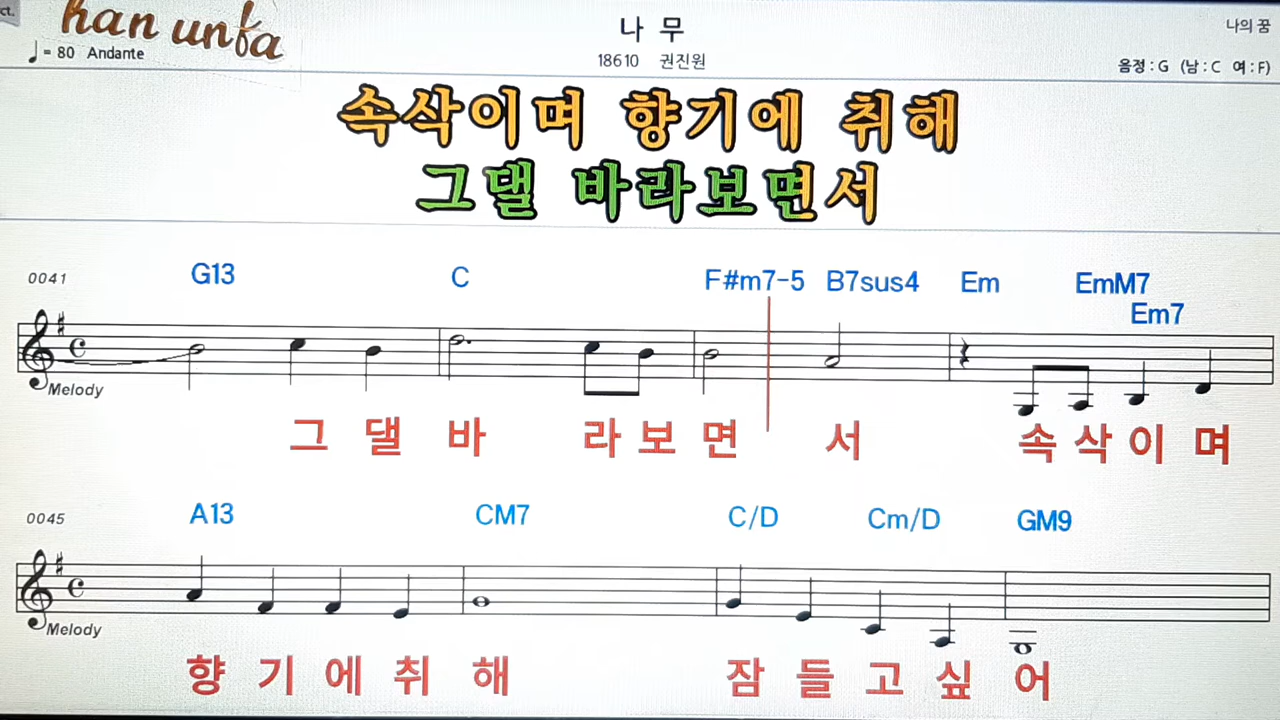 ct.
han unfa
♩= 80 Andante
나 무
18610 권진원
나의 꿈
음정 : G (남 : C 여 : F)
속삭이며 향기에 취해
그댈 바라보면서
0041
G13 C F#m7-5 B7sus4 Em EmM7 Em7
Melody
그 댈 바 라 보 면 서 속 삭 이 며
0045
A13 CM7 C/D Cm/D GM9
Melody
향 기 에 취 해 잠 들 고 싶 어